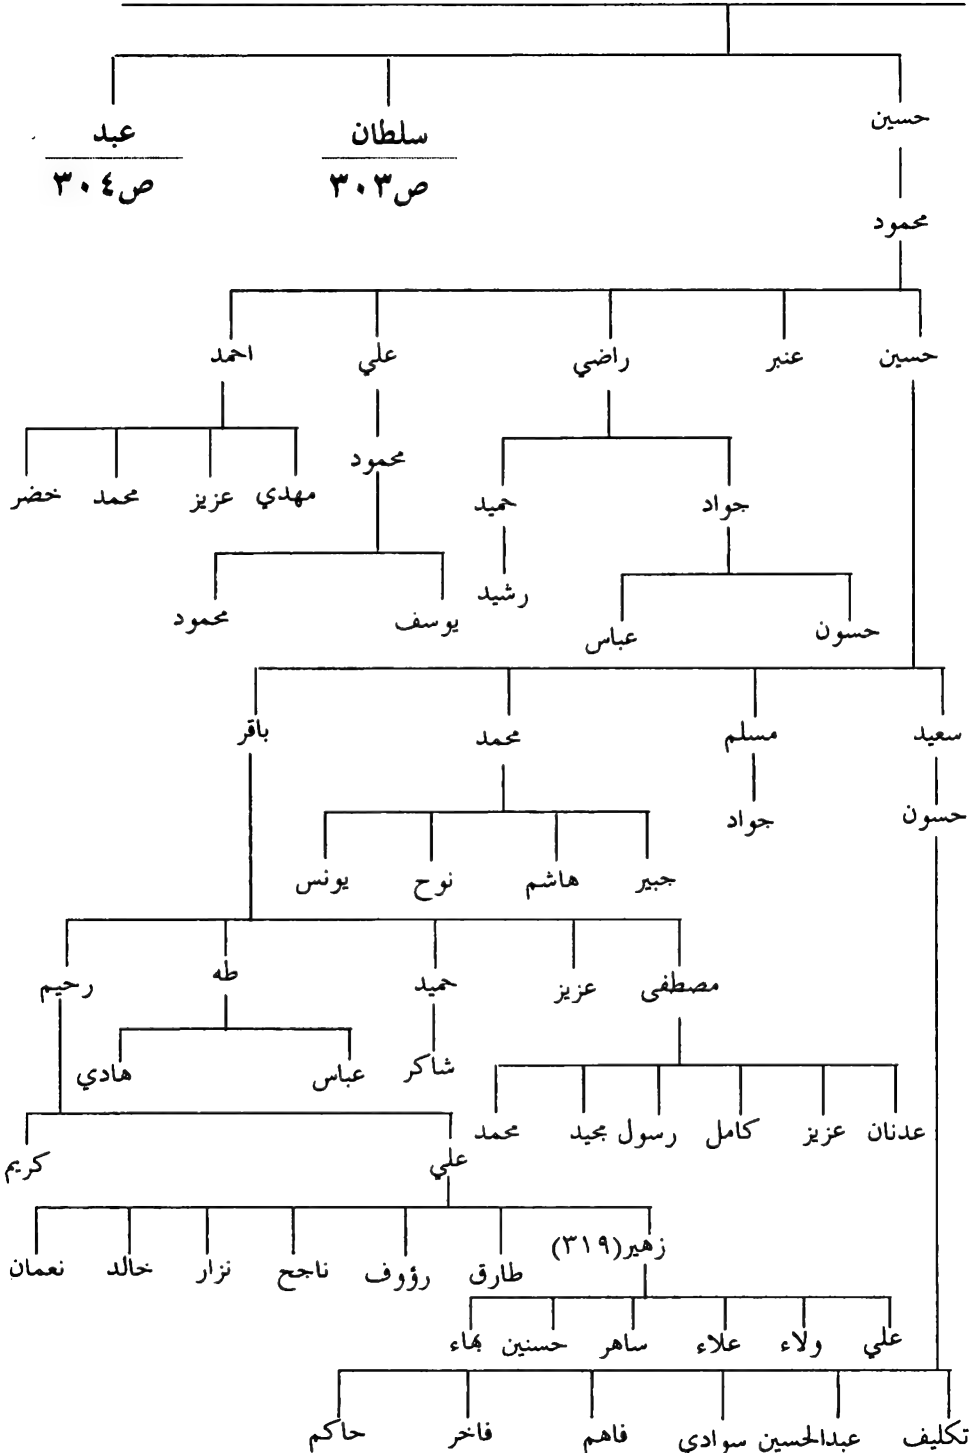 حسين سلطان عبد
ص٣٠٣ ص٣٠٤
محمود
حسين عنبر راضي علي احمد
محمود
مهدي عزيز محمد خضر
جواد حميد
رشيد
يوسف محمود
حسون عباس
سعيد مسلم محمد باقر
حسون جواد
جبير هاشم نوح يونس
مصطفى عزيز حميد طه رحيم
شاكر عباس هادي
عدنان عزيز كامل رسول مجيد محمد
علي كريم
زهير(٣١٩) طارق رؤوف ناجح نزار خالد نعمان
علي ولاء علاء ساهر حسنين بهاء
تكليف عبدالحسين سوادي فاهم فاخر حاكم